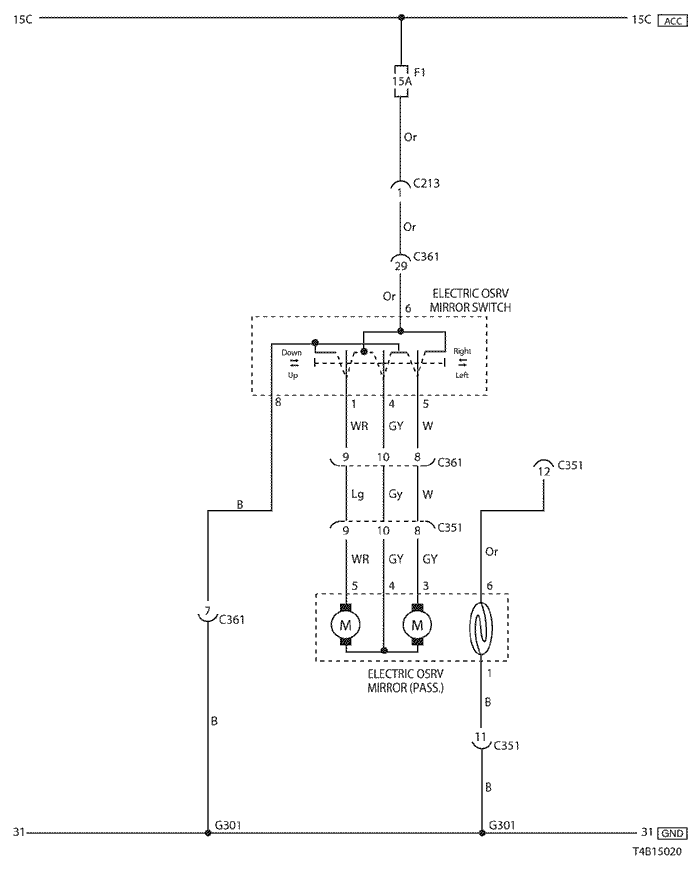 15C 15C ACC
F1
15A
Or
C213
1
Or
C361
29
Or
6
ELECTRIC OSRV
MIRROR SWITCH
Down Right
Up Left
8 1 4 5
WR GY W
9 10 8 C361
12 C351
Lg Gy W
B
9 10 8 C351
Or
WR GY GY
5 4 3 6
7 C361
M M
ELECTRIC OSRV
MIRROR (PASS.)
1
B
B
11 C351
B
G301 G301
31 31 GND
T4B15020